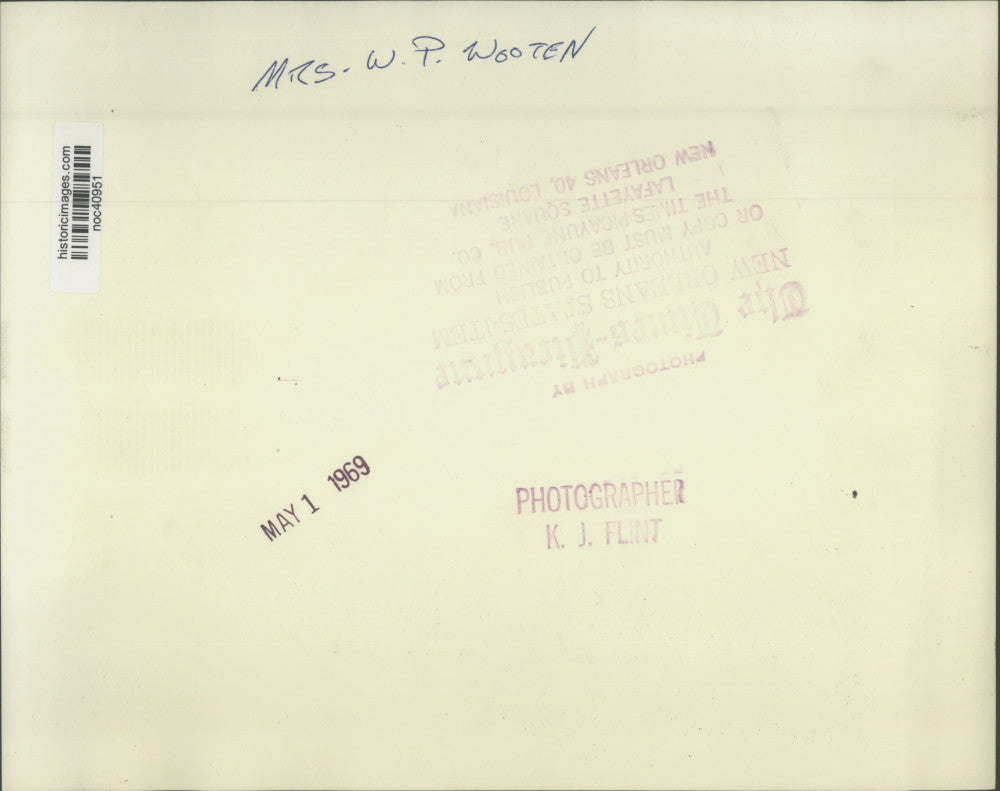 MRS. W. P. WOOTEN
historicimages.com
noc40951
PHOTOGRAPH BY
The Times-Picayune
NEW ORLEANS STATES-ITEM
AUTHORITY TO PUBLISH
OR COPY MUST BE OBTAINED FROM
THE TIMES-PICAYUNE PUB. CO.
LAFAYETTE SQUARE
NEW ORLEANS 40, LOUISIANA
MAY 1 1969
PHOTOGRAPHER
K. J. FLINT